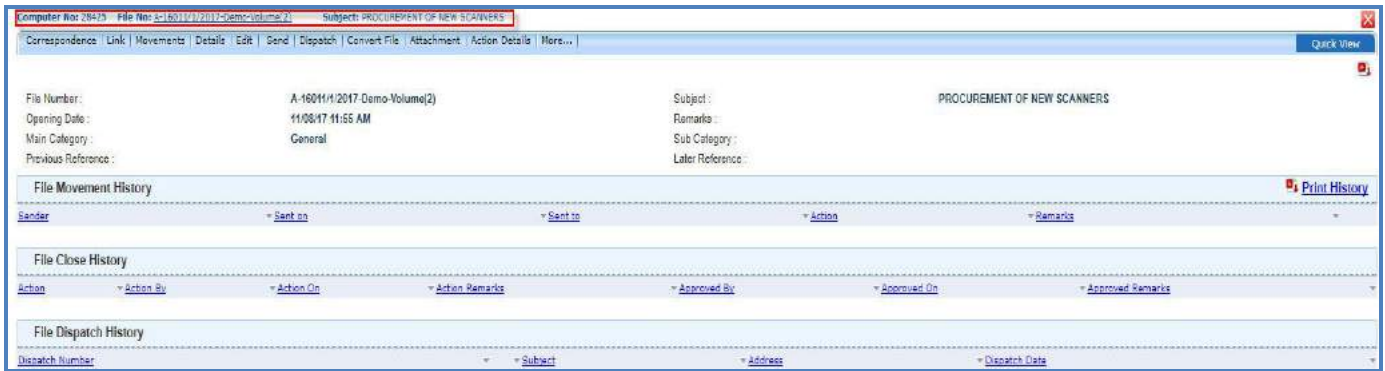 Computer No: 28425 File No: A-16011/1/2017-Demo-Volume(2) Subject: PROCUREMENT OF NEW SCANNERS
Correspondence | Link | Movements | Details | Edit | Send | Dispatch | Convert File | Attachment | Action Details | More... |
Quick View
File Number : A-16011/1/2017-Demo-Volume(2) Subject : PROCUREMENT OF NEW SCANNERS
Opening Date : 11/08/17 11:55 AM Remarks :
Main Category : General Sub Category :
Previous Reference : Later Reference :
File Movement History Print History
Sender Sent on Sent to Action Remarks
File Close History
Action Action By Action On Action Remarks Approved By Approved On Approved Remarks
File Dispatch History
Dispatch Number Subject Address Dispatch Date